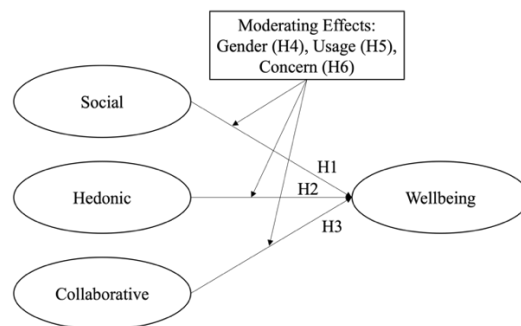 Moderating Effects:
Gender (H4), Usage (H5),
Concern (H6)
Social
H1
Hedonic
H2
Wellbeing
H3
Collaborative